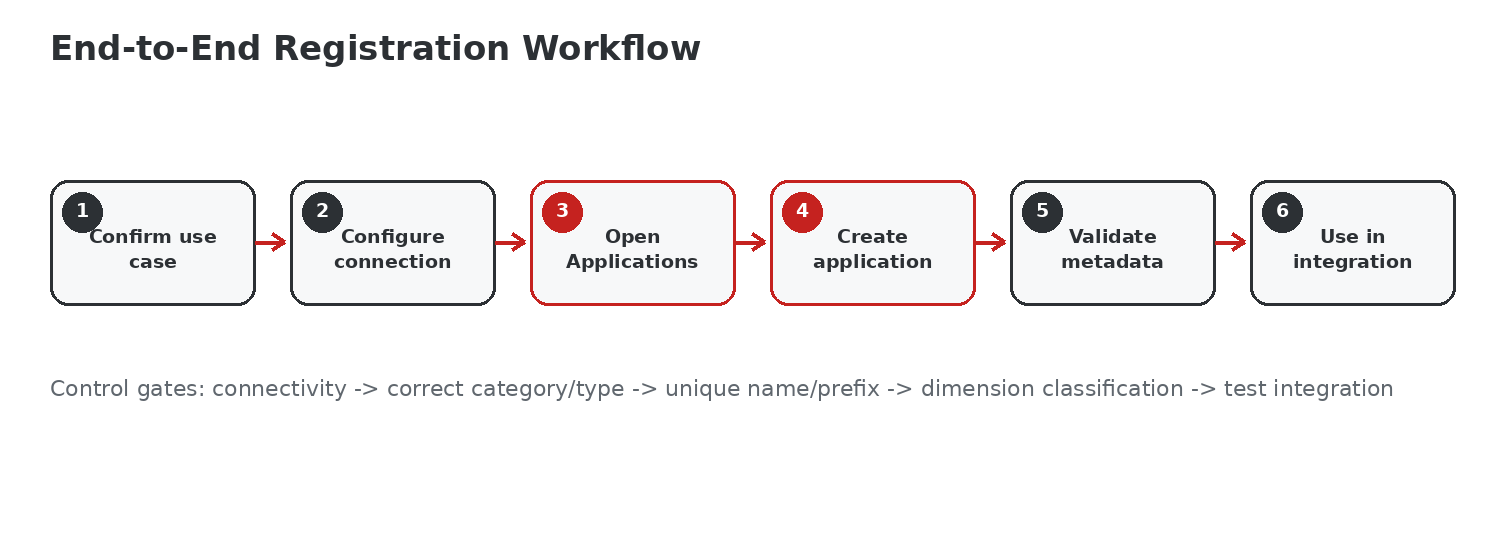 End-to-End Registration Workflow
1
Confirm use
case
2
Configure
connection
3
Open
Applications
4
Create
application
5
Validate
metadata
6
Use in
integration
Control gates: connectivity -> correct category/type -> unique name/prefix -> dimension classification -> test integration